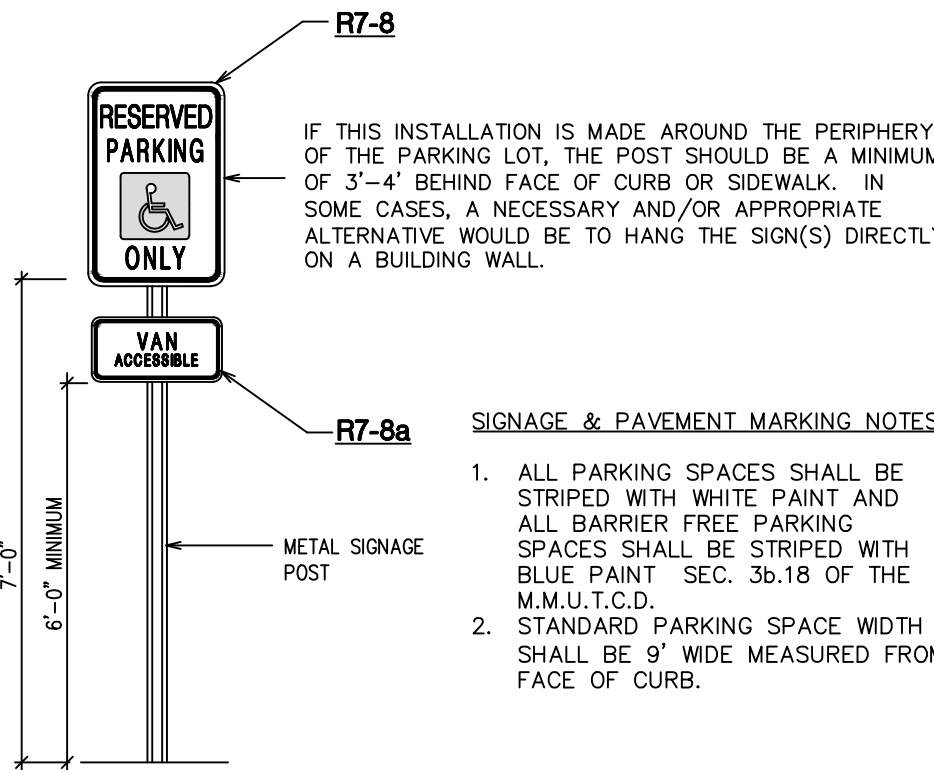 R7-8
RESERVED
PARKING
ONLY
IF THIS INSTALLATION IS MADE AROUND THE PERIPHERY
OF THE PARKING LOT, THE POST SHOULD BE A MINIMUM
OF 3'-4' BEHIND FACE OF CURB OR SIDEWALK. IN
SOME CASES, A NECESSARY AND/OR APPROPRIATE
ALTERNATIVE WOULD BE TO HANG THE SIGN(S) DIRECTLY
ON A BUILDING WALL.
VAN
ACCESSIBLE
R7-8a
7'-0"
6'-0" MINIMUM
METAL SIGNAGE
POST
SIGNAGE & PAVEMENT MARKING NOTES
1. ALL PARKING SPACES SHALL BE
STRIPED WITH WHITE PAINT AND
ALL BARRIER FREE PARKING
SPACES SHALL BE STRIPED WITH
BLUE PAINT SEC. 3b.18 OF THE
M.M.U.T.C.D.
2. STANDARD PARKING SPACE WIDTH
SHALL BE 9' WIDE MEASURED FROM
FACE OF CURB.